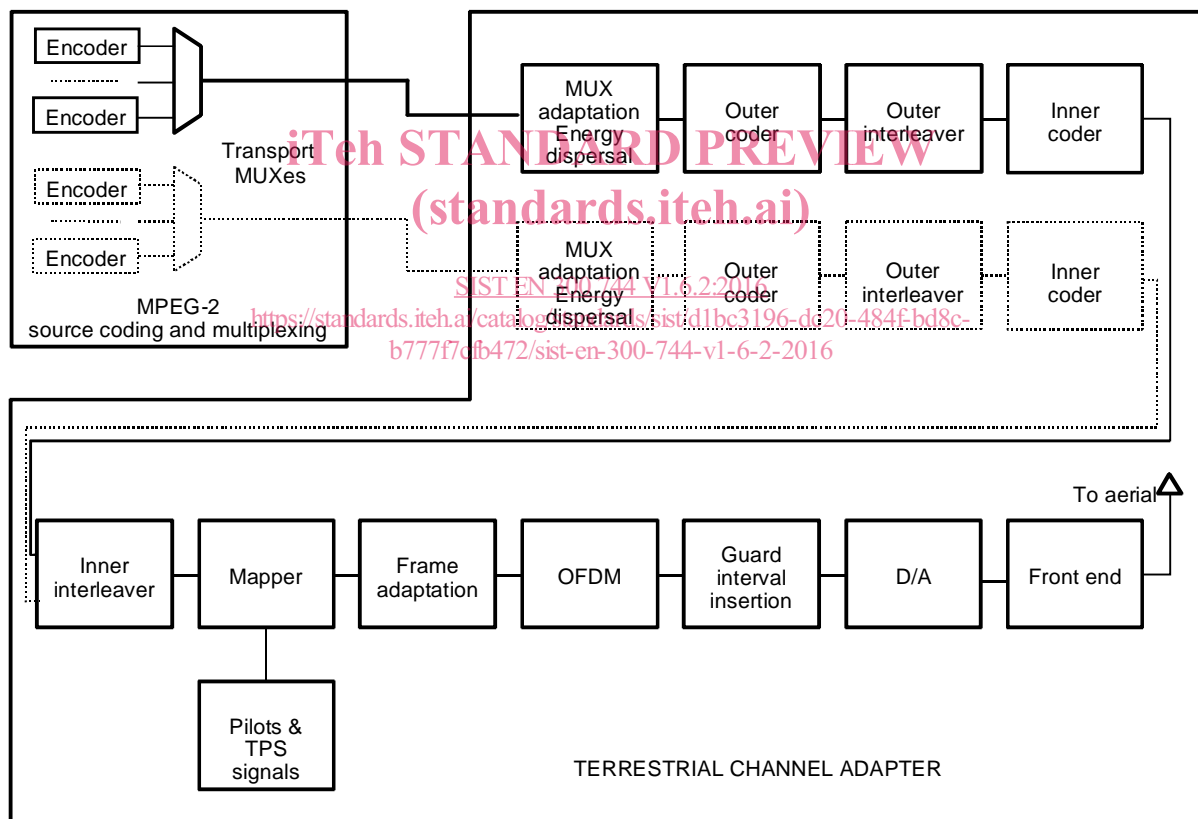 Encoder
Encoder
Transport
MUXes
Encoder
Encoder
MPEG-2
source coding and multiplexing
MUX
adaptation
Energy
dispersal
Outer
coder
Outer
interleaver
Inner
coder
iTeh STANDARD PREVIEW
(standards.iteh.ai)
MUX
adaptation
Energy
dispersal
Outer
coder
Outer
interleaver
Inner
coder
SIST EN 300 744 V1.6.2:2016
https://standards.iteh.ai/catalog/standards/sist/d1bc3196-dc20-484f-bd8c-
b777f7cfb472/sist-en-300-744-v1-6-2-2016
To aerial
Inner
interleaver
Mapper
Frame
adaptation
OFDM
Guard
interval
insertion
D/A
Front end
Pilots &
TPS
signals
TERRESTRIAL CHANNEL ADAPTER